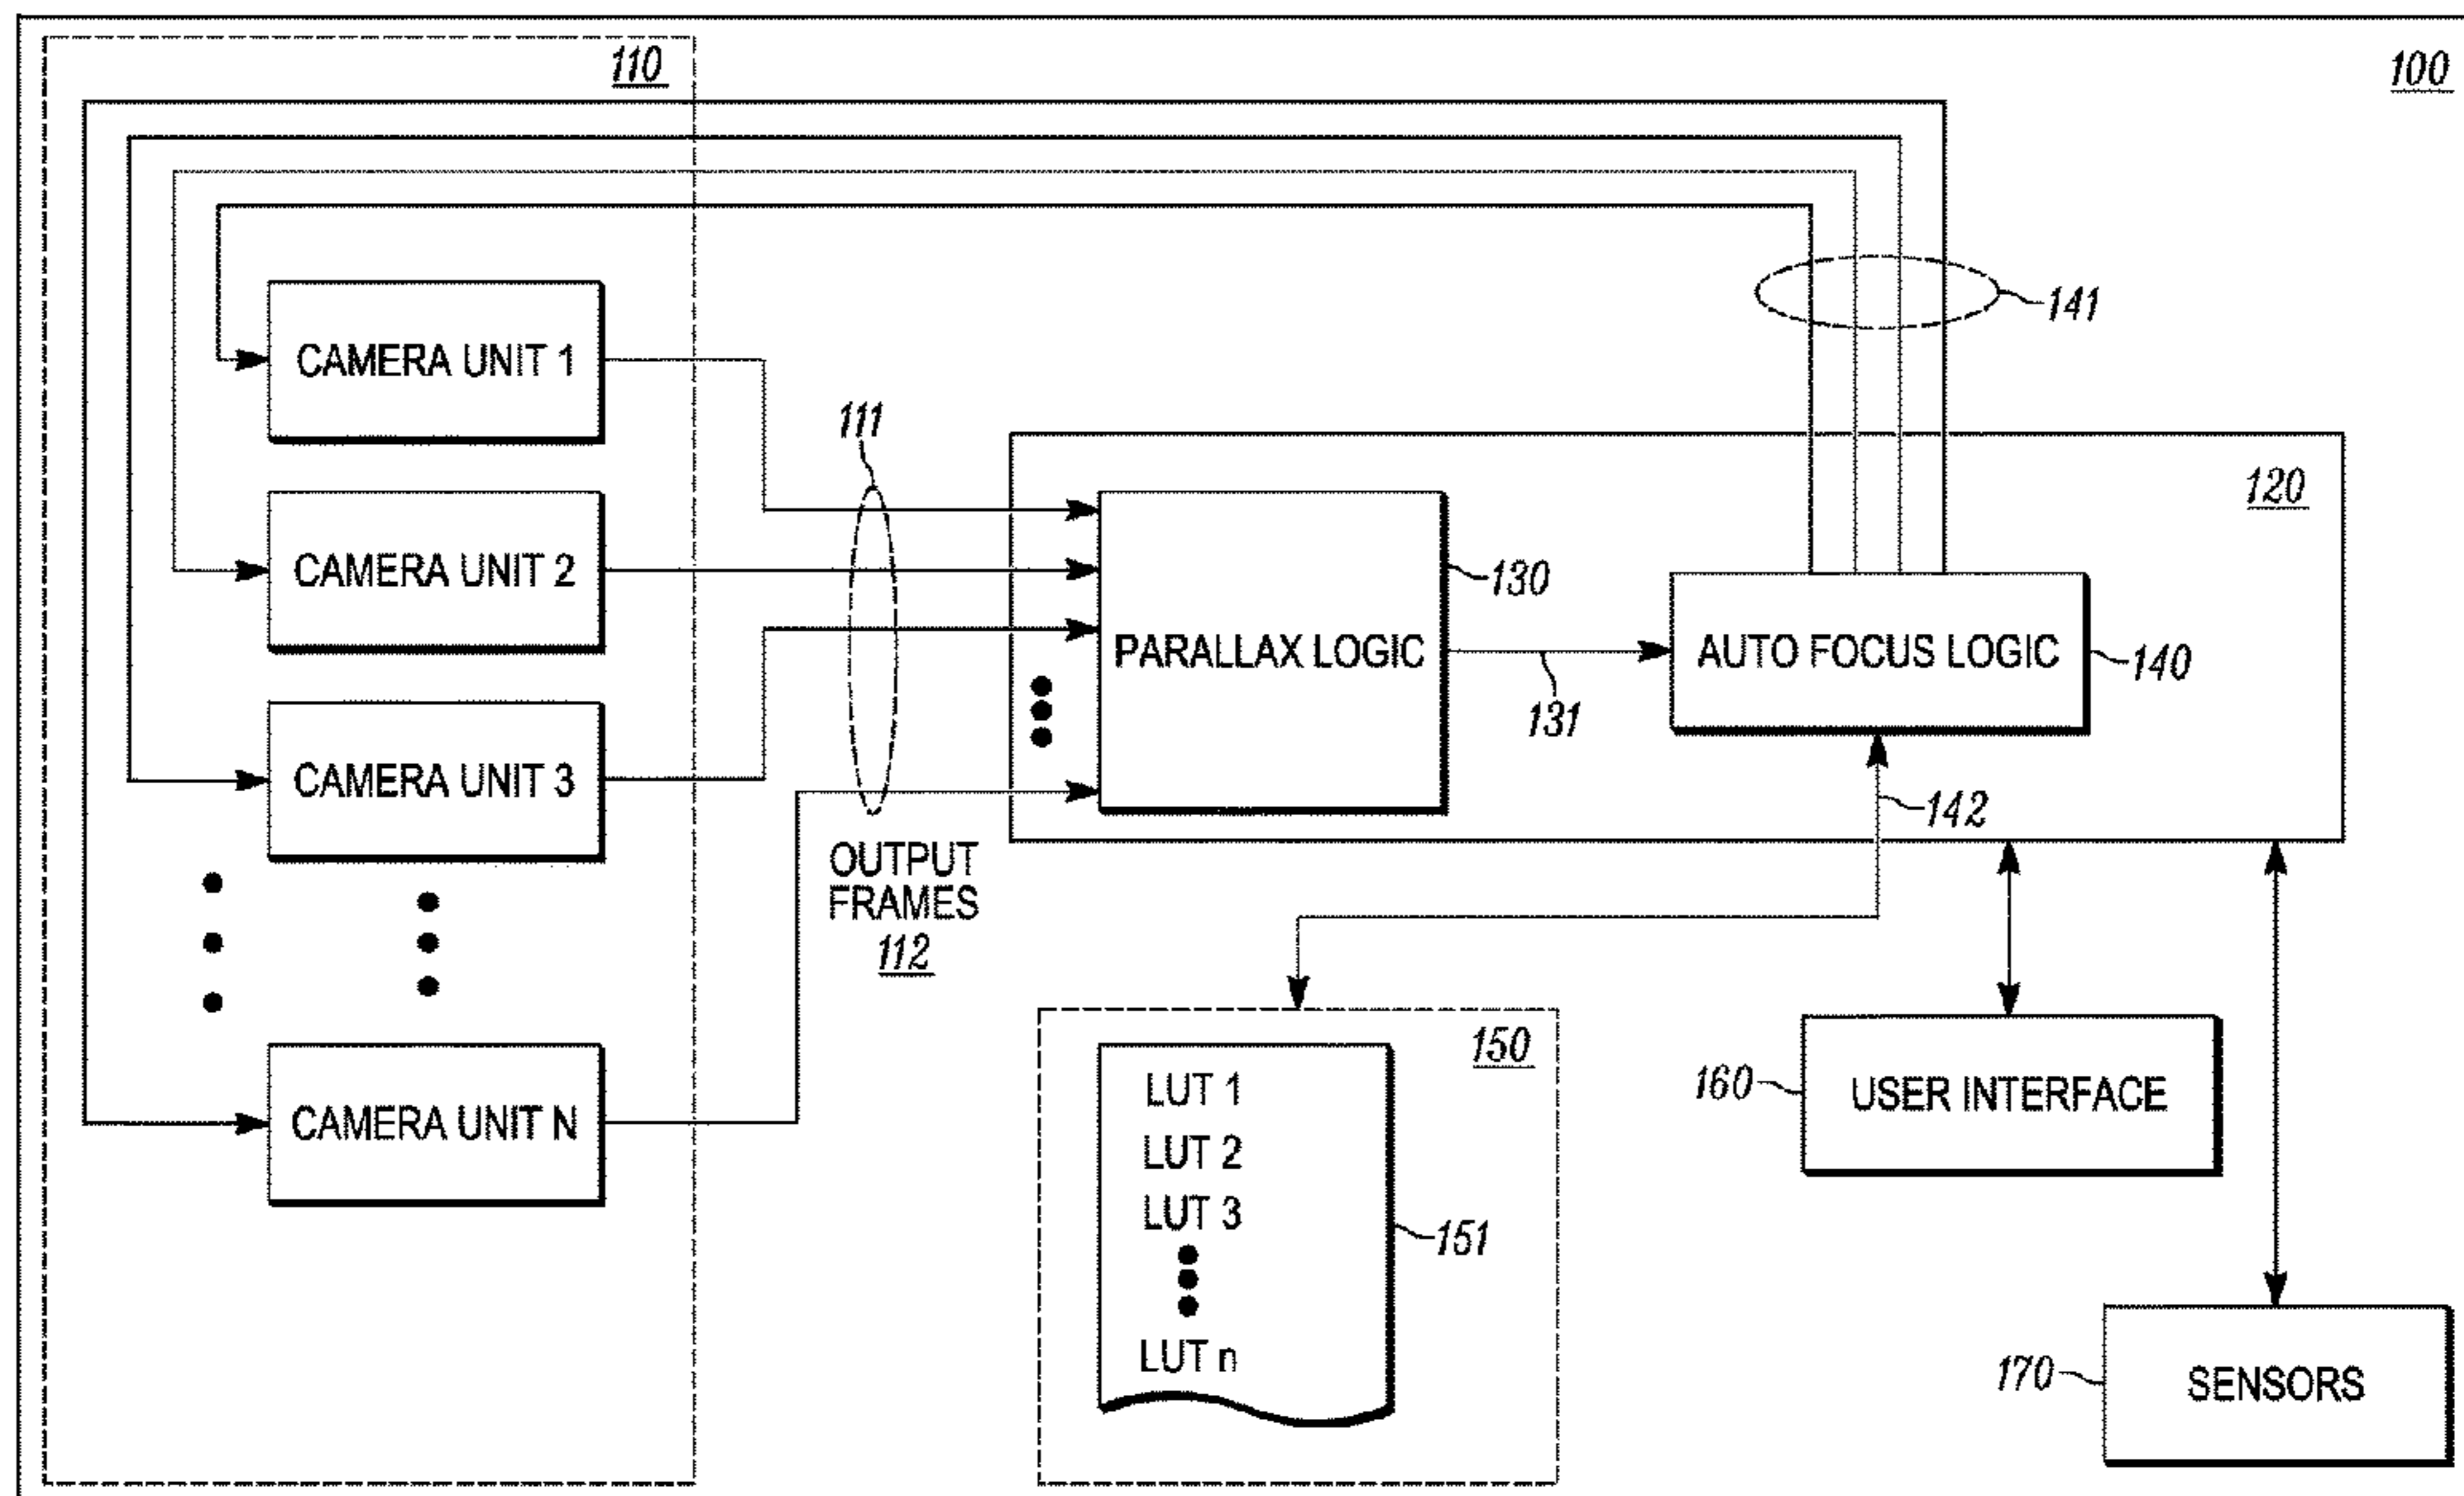 110
100
141
CAMERA UNIT 1
111
120
CAMERA UNIT 2
130
PARALLAX LOGIC
AUTO FOCUS LOGIC
140
131
CAMERA UNIT 3
142
OUTPUT
FRAMES
112
150
LUT 1
160
USER INTERFACE
CAMERA UNIT N
LUT 2
LUT 3
151
LUT n
170
SENSORS